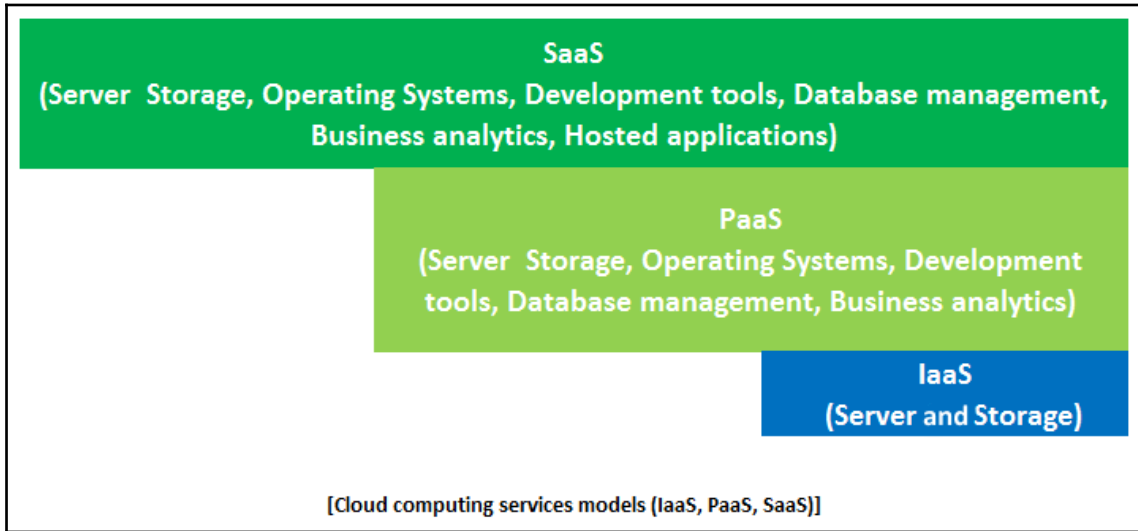 SaaS
(Server  Storage, Operating Systems, Development tools, Database management,
Business analytics, Hosted applications)
PaaS
(Server  Storage, Operating Systems, Development
tools, Database management, Business analytics)
IaaS
(Server and Storage)
[Cloud computing services models (IaaS, PaaS, SaaS)]